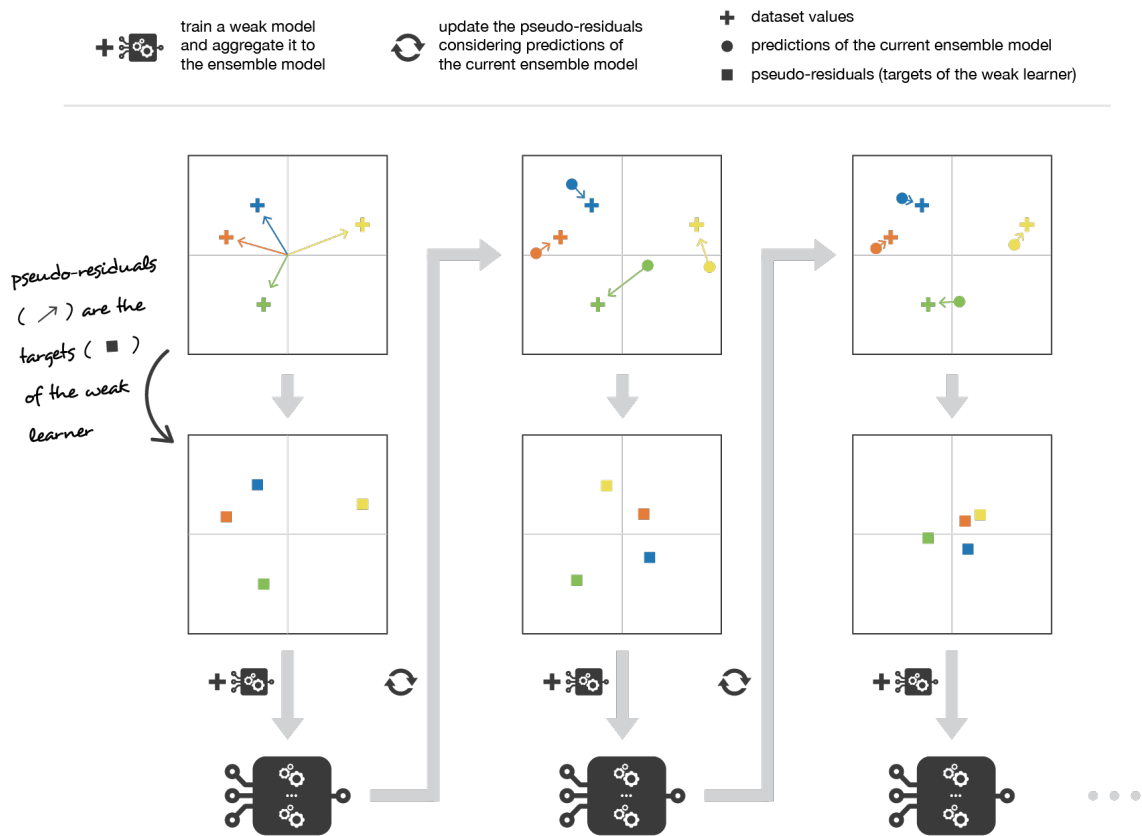 train a weak model
and aggregate it to
the ensemble model
update the pseudo-residuals
considering predictions of
the current ensemble model
dataset values
predictions of the current ensemble model
pseudo-residuals (targets of the weak learner)
pseudo-residuals
( ↗ ) are the
targets ( ■ )
of the weak
learner